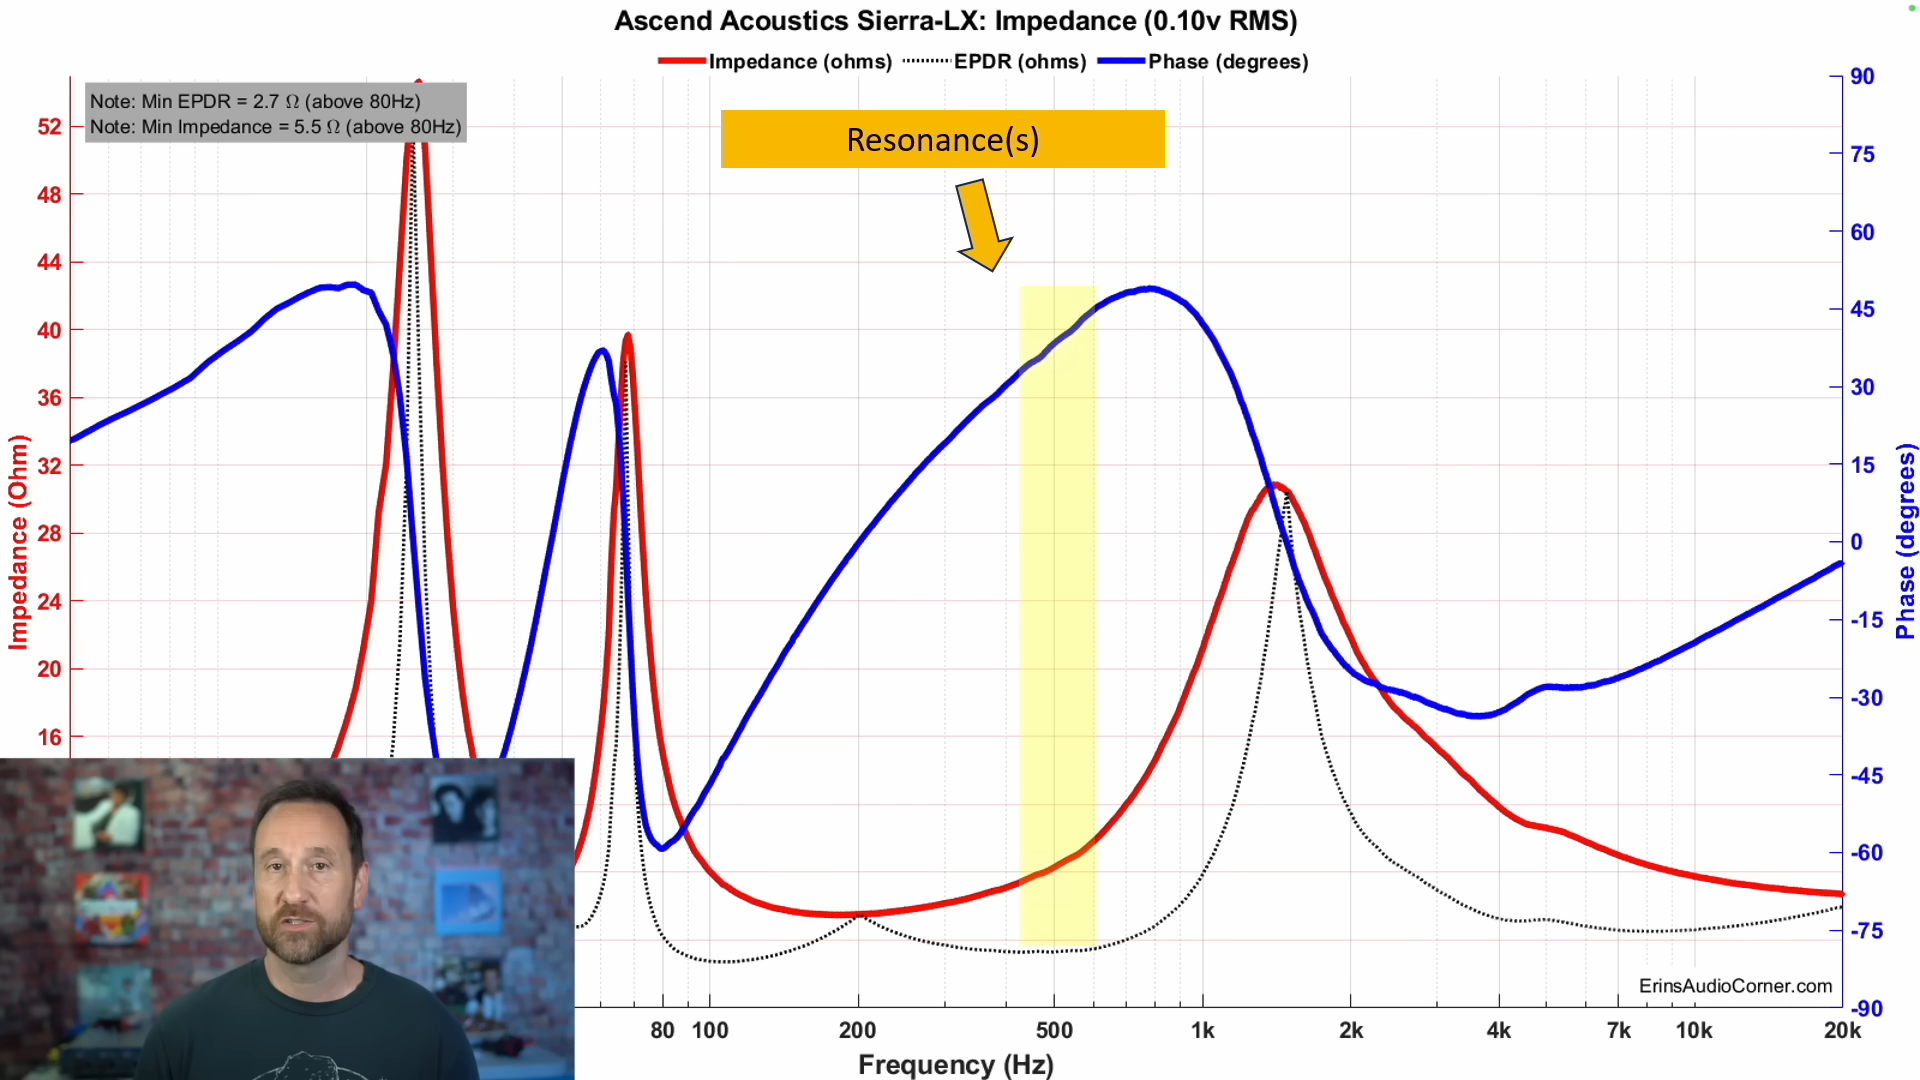 Ascend Acoustics Sierra-LX: Impedance (0.10v RMS)
Impedance (ohms) EPDR (ohms) Phase (degrees)
Note: Min EPDR = 2.7 Ω (above 80Hz)
Note: Min Impedance = 5.5 Ω (above 80Hz)
Resonance(s)
52
48
44
40
36
32
28
24
20
16
Impedance (Ohm)
90
75
60
45
30
15
0
-15
-30
-45
-60
-75
-90
Phase (degrees)
ErinsAudioCorner.com
80 100 200 500 1k 2k 4k 7k 10k 20k
Frequency (Hz)